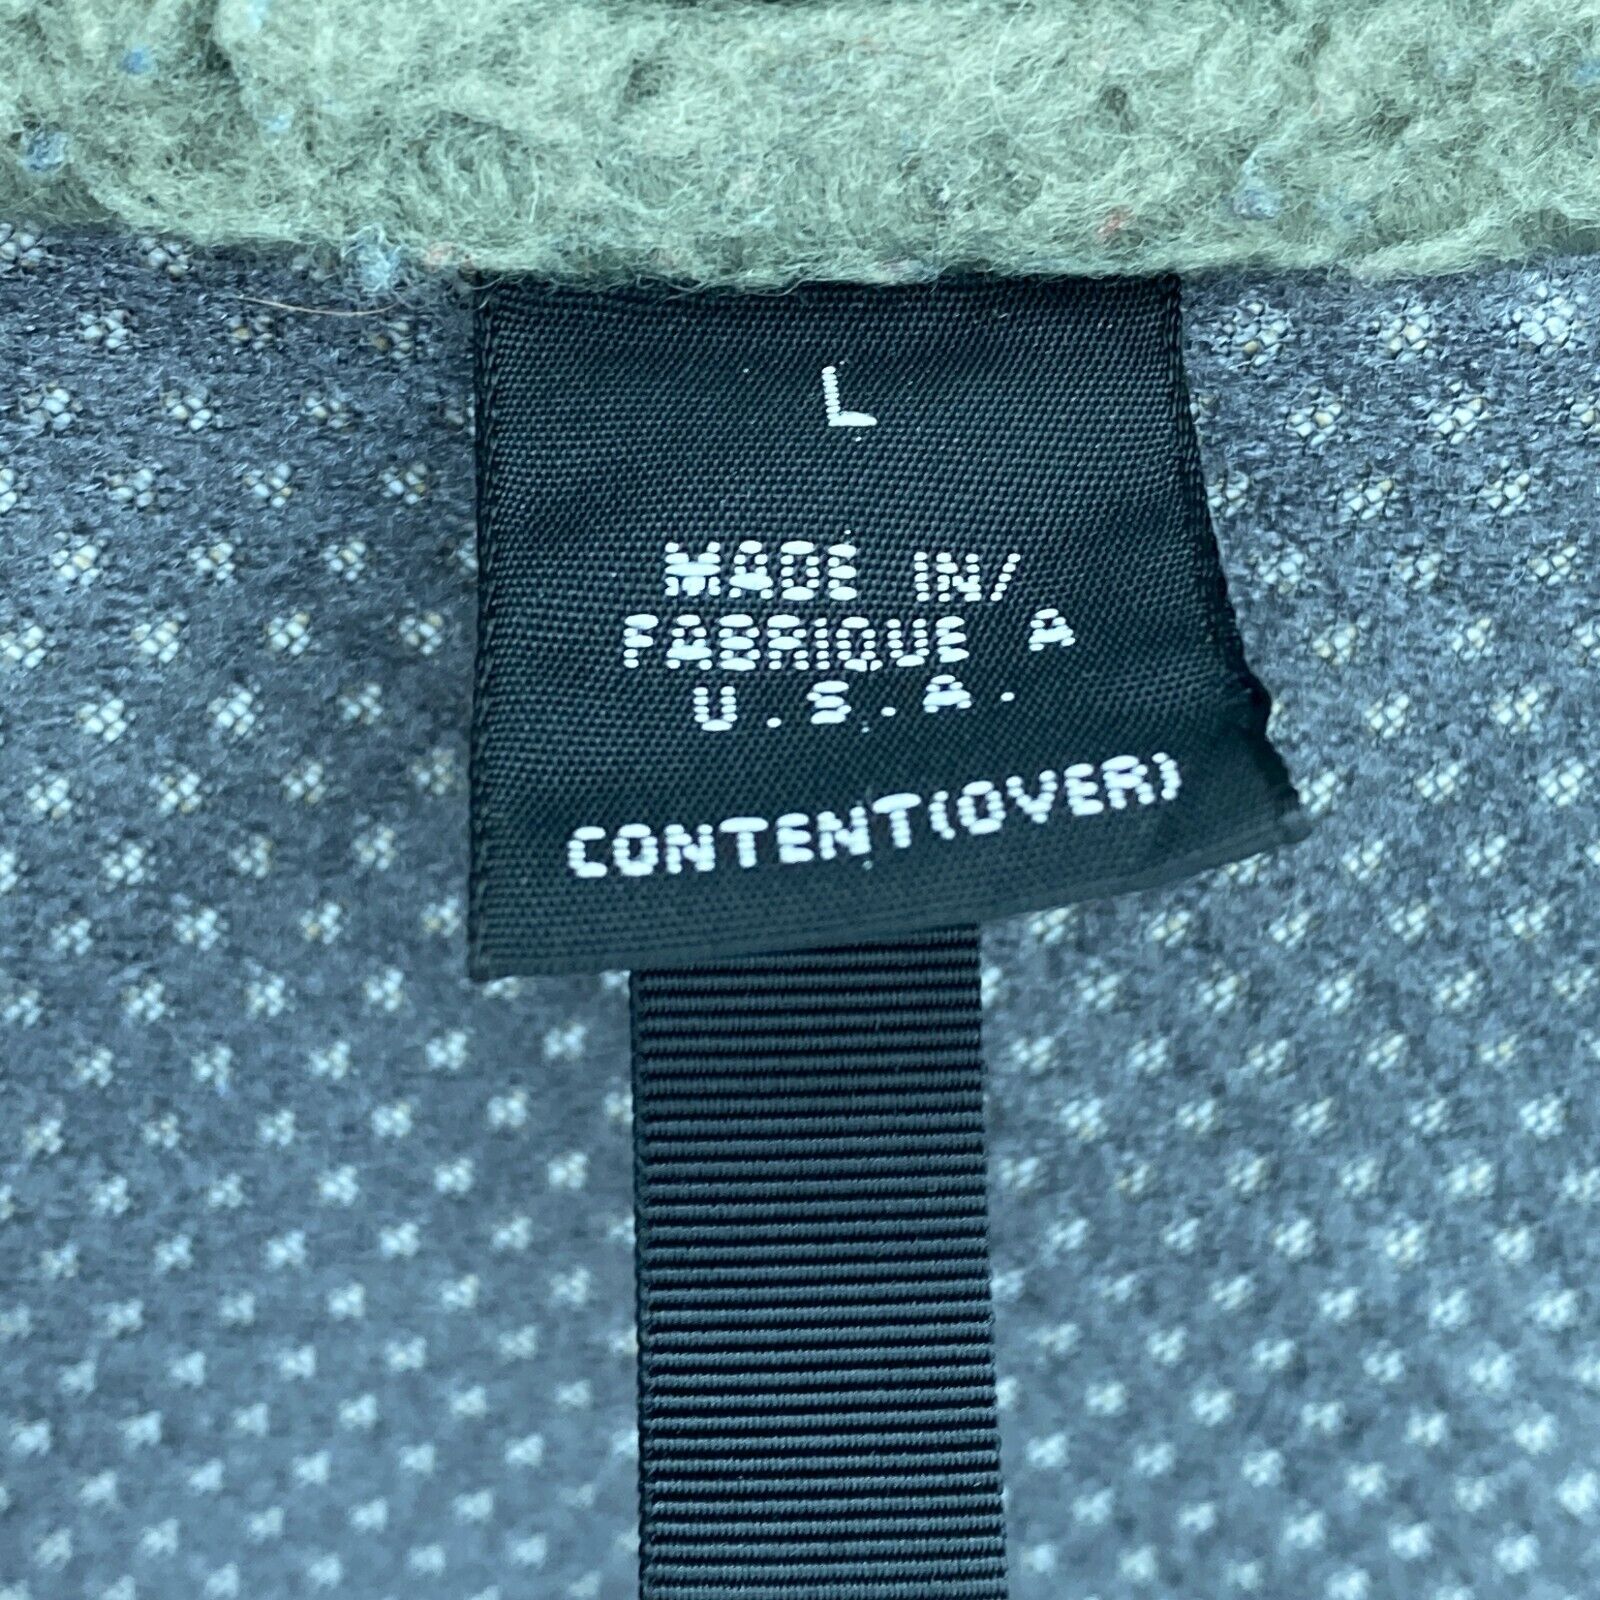 L
MADE IN/
FABRIQUE A
U.S.A.
CONTENT(OVER)